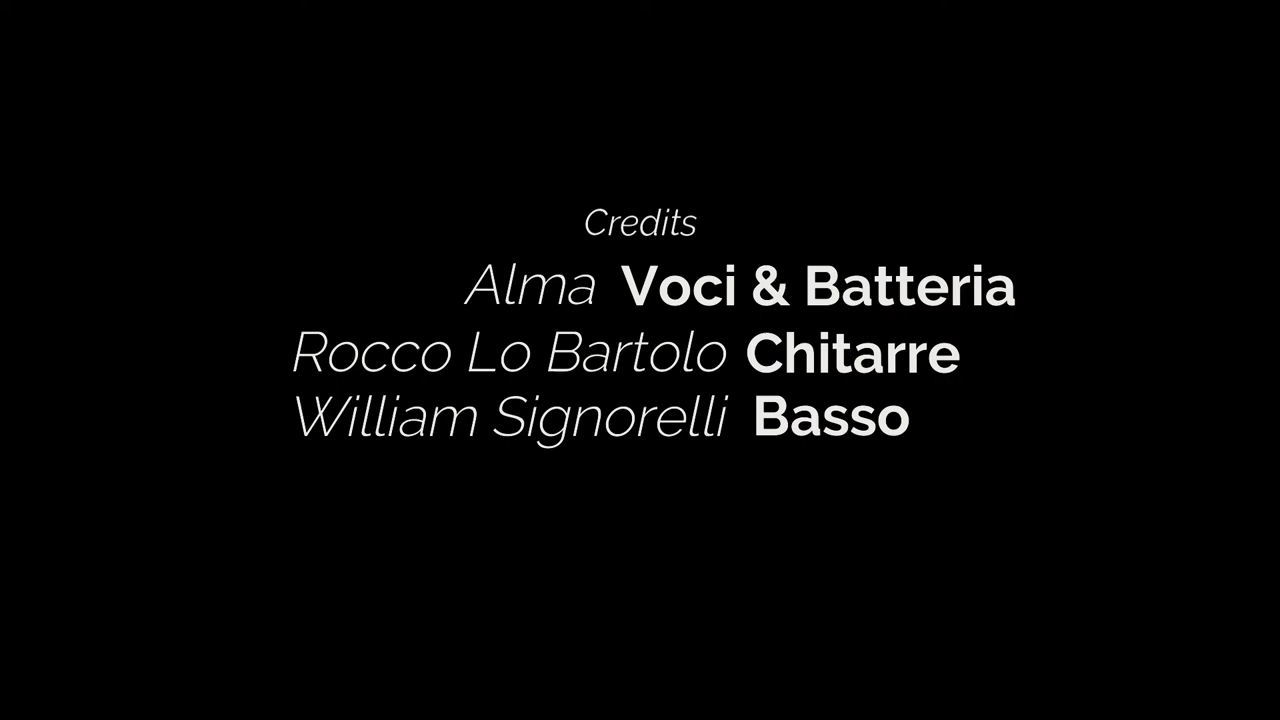 Credits
Alma Voci & Batteria
Rocco Lo Bartolo Chitarre
William Signorelli Basso